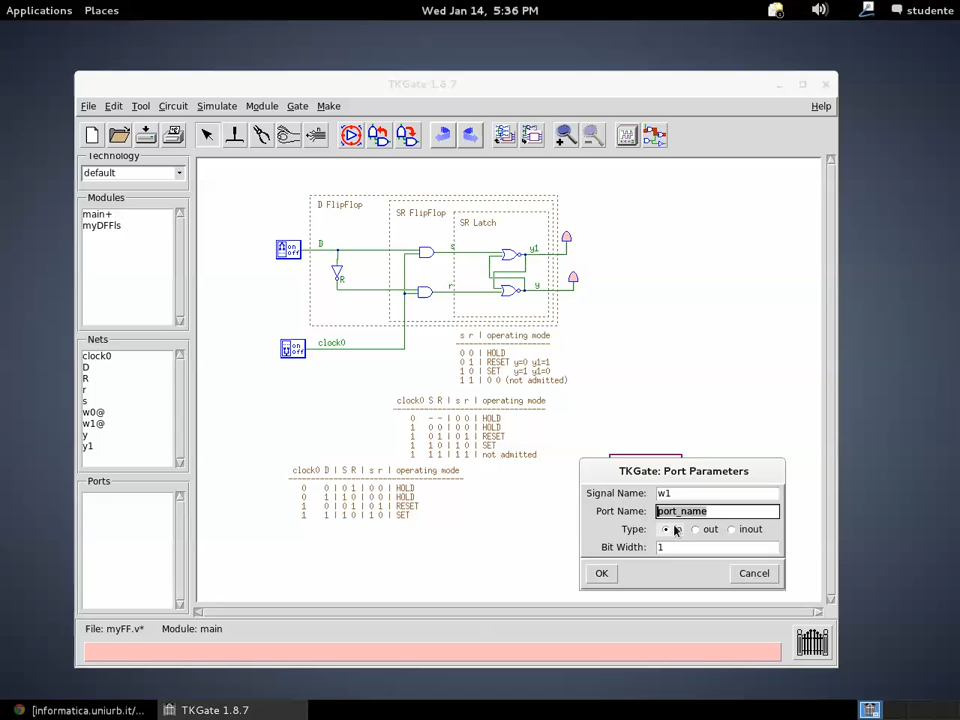 Applications Places Wed Jan 14, 5:36 PM studente
TKGate 1.8.7
File Edit Tool Circuit Simulate Module Gate Make Help
Technology
default
Modules
main+
myDFFls
Nets
clock0
D
R
r
s
w0@
w1@
y
y1
Ports
D FlipFlop
SR FlipFlop
SR Latch
on
off
D
s
y1
R
r
y
on
off
clock0
s r | operating mode
0 0 | HOLD
0 1 | RESET y=0 y1=1
1 0 | SET y=1 y1=0
1 1 | 0 0 (not admitted)
clock0 S R | s r | operating mode
0 - - | 0 0 | HOLD
1 0 0 | 0 0 | HOLD
1 0 1 | 0 1 | RESET
1 1 0 | 1 0 | SET
1 1 1 | 1 1 | not admitted
clock0 D | S R | s r | operating mode
0 0 | 0 1 | 0 0 | HOLD
0 1 | 1 0 | 0 0 | HOLD
1 0 | 0 1 | 0 1 | RESET
1 1 | 1 0 | 1 0 | SET
TKGate: Port Parameters
Signal Name: w1
Port Name: port_name
Type: out inout
Bit Width: 1
OK Cancel
File: myFF.v* Module: main
[informatica.uniurb.it/... TKGate 1.8.7